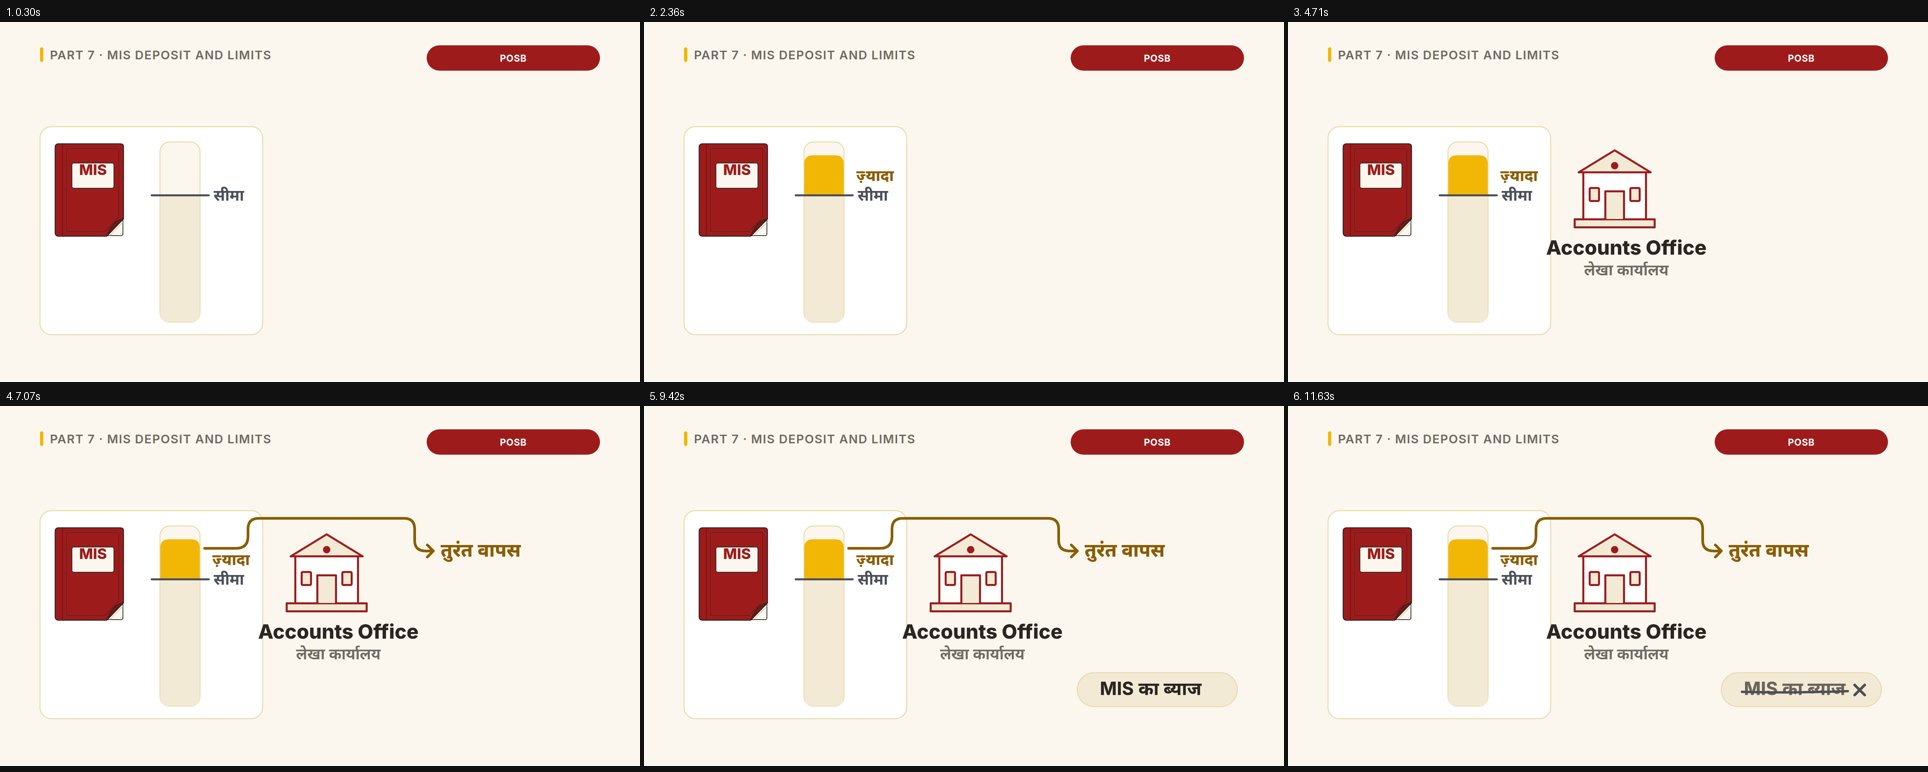 1. 0.30s
PART 7 · MIS DEPOSIT AND LIMITS
POSB
MIS
सीमा
2. 2.36s
PART 7 · MIS DEPOSIT AND LIMITS
POSB
MIS
ज़्यादा
सीमा
3. 4.71s
PART 7 · MIS DEPOSIT AND LIMITS
POSB
MIS
ज़्यादा
सीमा
Accounts Office
लेखा कार्यालय
4. 7.07s
PART 7 · MIS DEPOSIT AND LIMITS
POSB
MIS
ज़्यादा
सीमा
तुरंत वापस
Accounts Office
लेखा कार्यालय
5. 9.42s
PART 7 · MIS DEPOSIT AND LIMITS
POSB
MIS
ज़्यादा
सीमा
तुरंत वापस
Accounts Office
लेखा कार्यालय
MIS का ब्याज
6. 11.63s
PART 7 · MIS DEPOSIT AND LIMITS
POSB
MIS
ज़्यादा
सीमा
तुरंत वापस
Accounts Office
लेखा कार्यालय
MIS का ब्याज